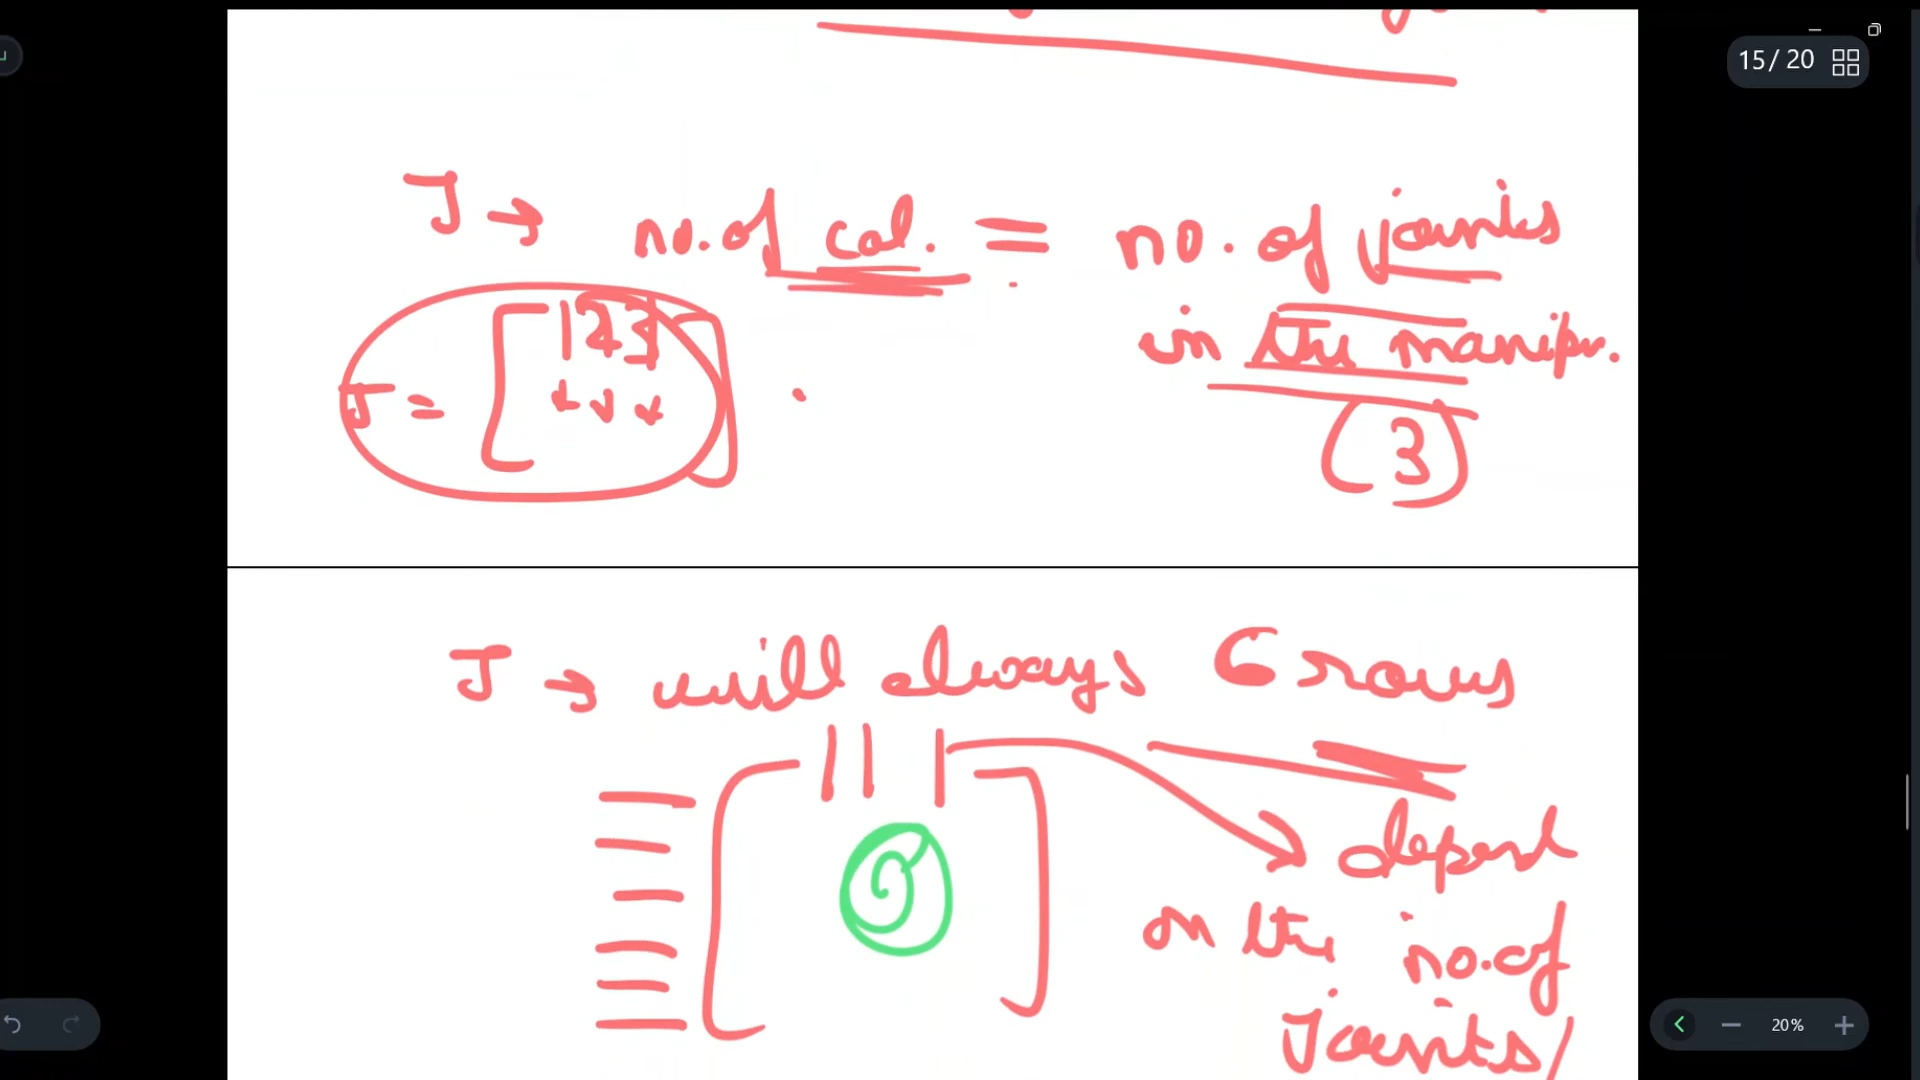 15/ 20
J → no. of col. = no. of joints
in the manipu.
(3)
J = [ 1 2 3 ]
J → will always 6 rows
depend
on the no. of
Joints/
20%